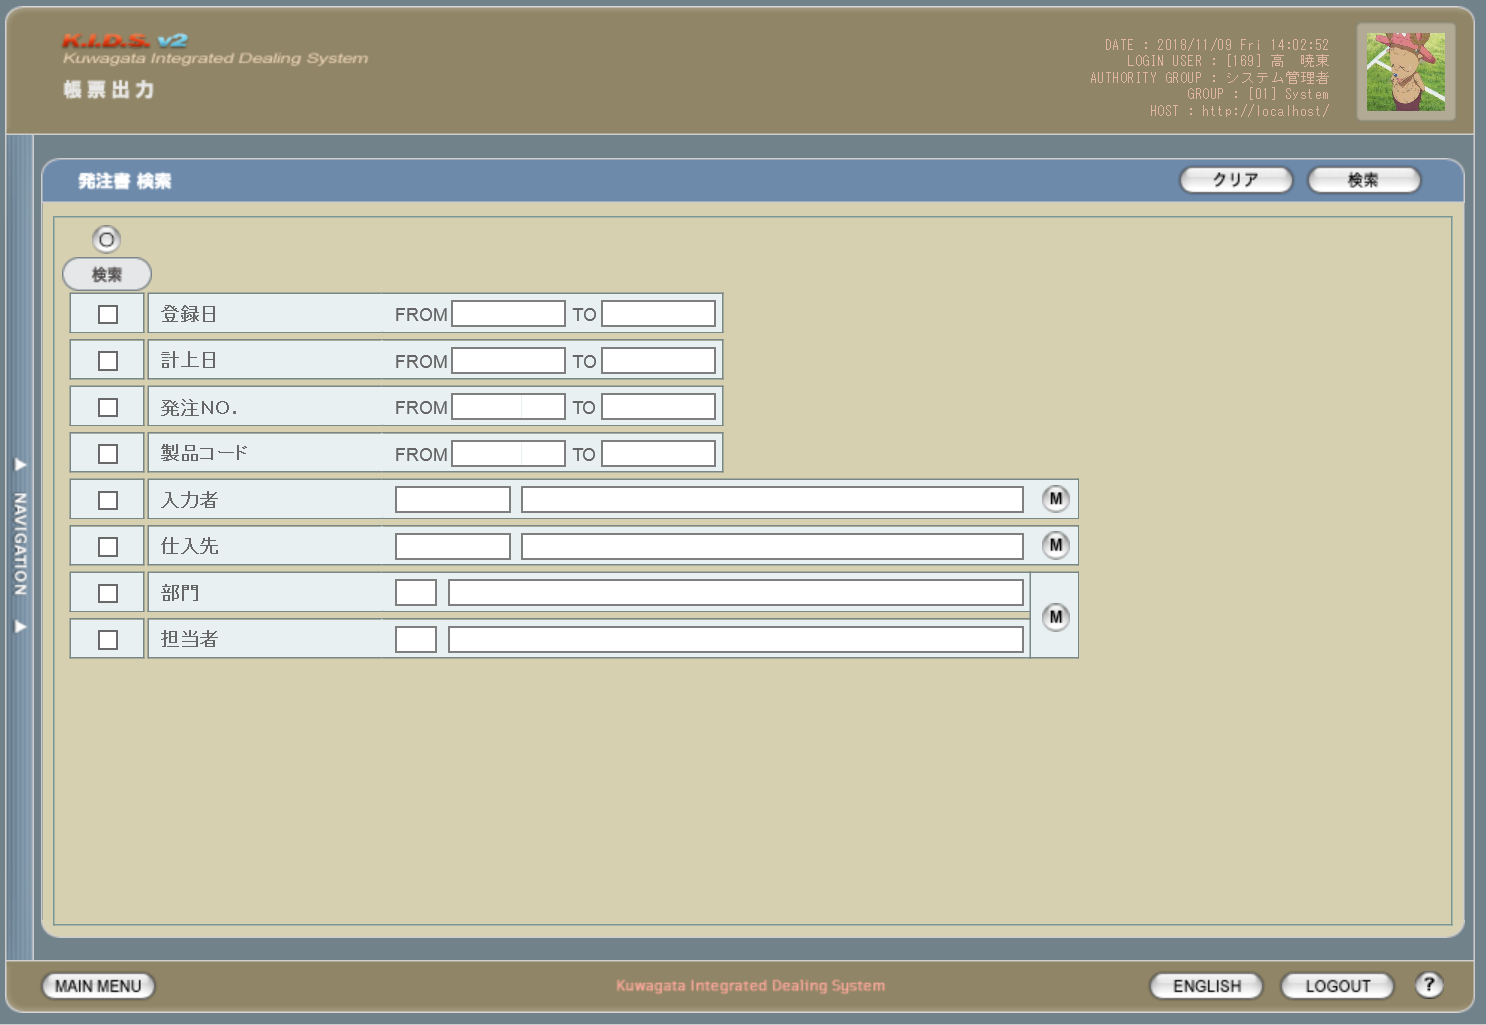 K.I.D.S. v2
Kuwagata Integrated Dealing System
帳票出力
DATE : 2018/11/09 Fri 14:02:52
LOGIN USER : [169] 高　暁東
AUTHORITY GROUP : システム管理者
GROUP : [01] System
HOST : http://localhost/
発注書 検索
クリア
検索
検索
登録日 FROM TO
計上日 FROM TO
発注NO. FROM TO
製品コード FROM TO
入力者 M
仕入先 M
部門
M
担当者
NAVIGATION
MAIN MENU
Kuwagata Integrated Dealing System
ENGLISH
LOGOUT
?